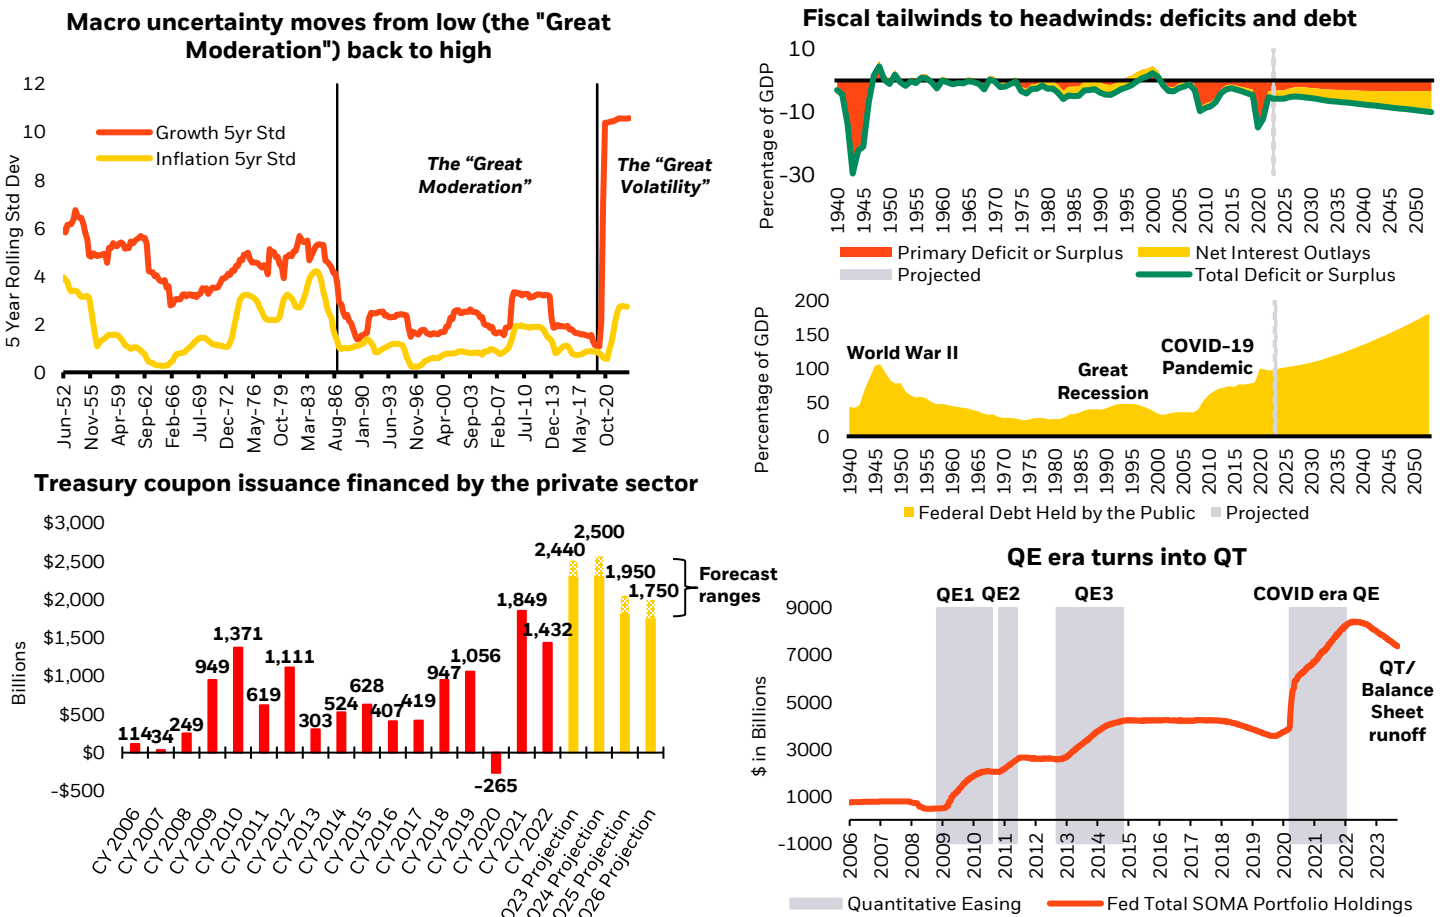 Macro uncertainty moves from low (the "Great
Moderation") back to high
5 Year Rolling Std Dev
12
10
8
6
4
2
0
Growth 5yr Std
Inflation 5yr Std
The “Great
Moderation”
The “Great
Volatility”
Jun-52
Nov-55
Apr-59
Sep-62
Feb-66
Jul-69
Dec-72
May-76
Oct-79
Mar-83
Aug-86
Jan-90
Jun-93
Nov-96
Apr-00
Sep-03
Feb-07
Jul-10
Dec-13
May-17
Oct-20
Fiscal tailwinds to headwinds: deficits and debt
Percentage of GDP
10
-10
-30
1940
1945
1950
1955
1960
1965
1970
1975
1980
1985
1990
1995
2000
2005
2010
2015
2020
2025
2030
2035
2040
2045
2050
Primary Deficit or Surplus
Net Interest Outlays
Projected
Total Deficit or Surplus
Percentage of GDP
200
150
100
50
0
World War II
Great
Recession
COVID-19
Pandemic
1940
1945
1950
1955
1960
1965
1970
1975
1980
1985
1990
1995
2000
2005
2010
2015
2020
2025
2030
2035
2040
2045
2050
Federal Debt Held by the Public
Projected
Treasury coupon issuance financed by the private sector
Billions
$3,000
$2,500
$2,000
$1,500
$1,000
$500
$0
-$500
114
34
249
949
1,371
619
1,111
303
524
628
407
419
947
1,056
-265
1,849
1,432
2,440
2,500
1,950
1,750
Forecast
ranges
CY 2006
CY 2007
CY 2008
CY 2009
CY 2010
CY 2011
CY 2012
CY 2013
CY 2014
CY 2015
CY 2016
CY 2017
CY 2018
CY 2019
CY 2020
CY 2021
CY 2022
023 Projection
024 Projection
025 Projection
026 Projection
QE era turns into QT
$ in Billions
9000
7000
5000
3000
1000
-1000
QE1
QE2
QE3
COVID era QE
QT/
Balance
Sheet
runoff
2006
2007
2008
2009
2010
2011
2012
2013
2014
2015
2016
2017
2018
2019
2020
2021
2022
2023
Quantitative Easing
Fed Total SOMA Portfolio Holdings